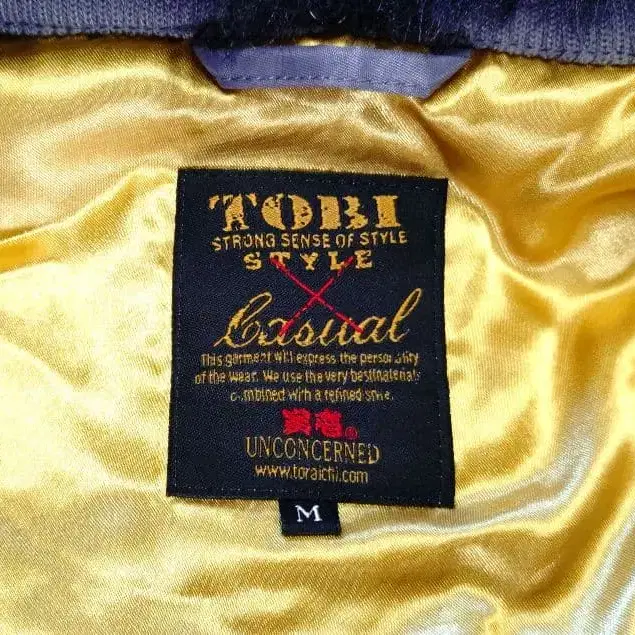 TOBI
STRONG SENSE OF STYLE
STYLE
Casual
This garment will express the personality
of the wear. We use the very best materials
combined with a refined
寅壱®
UNCONCERNED
www.toraichi.com
M